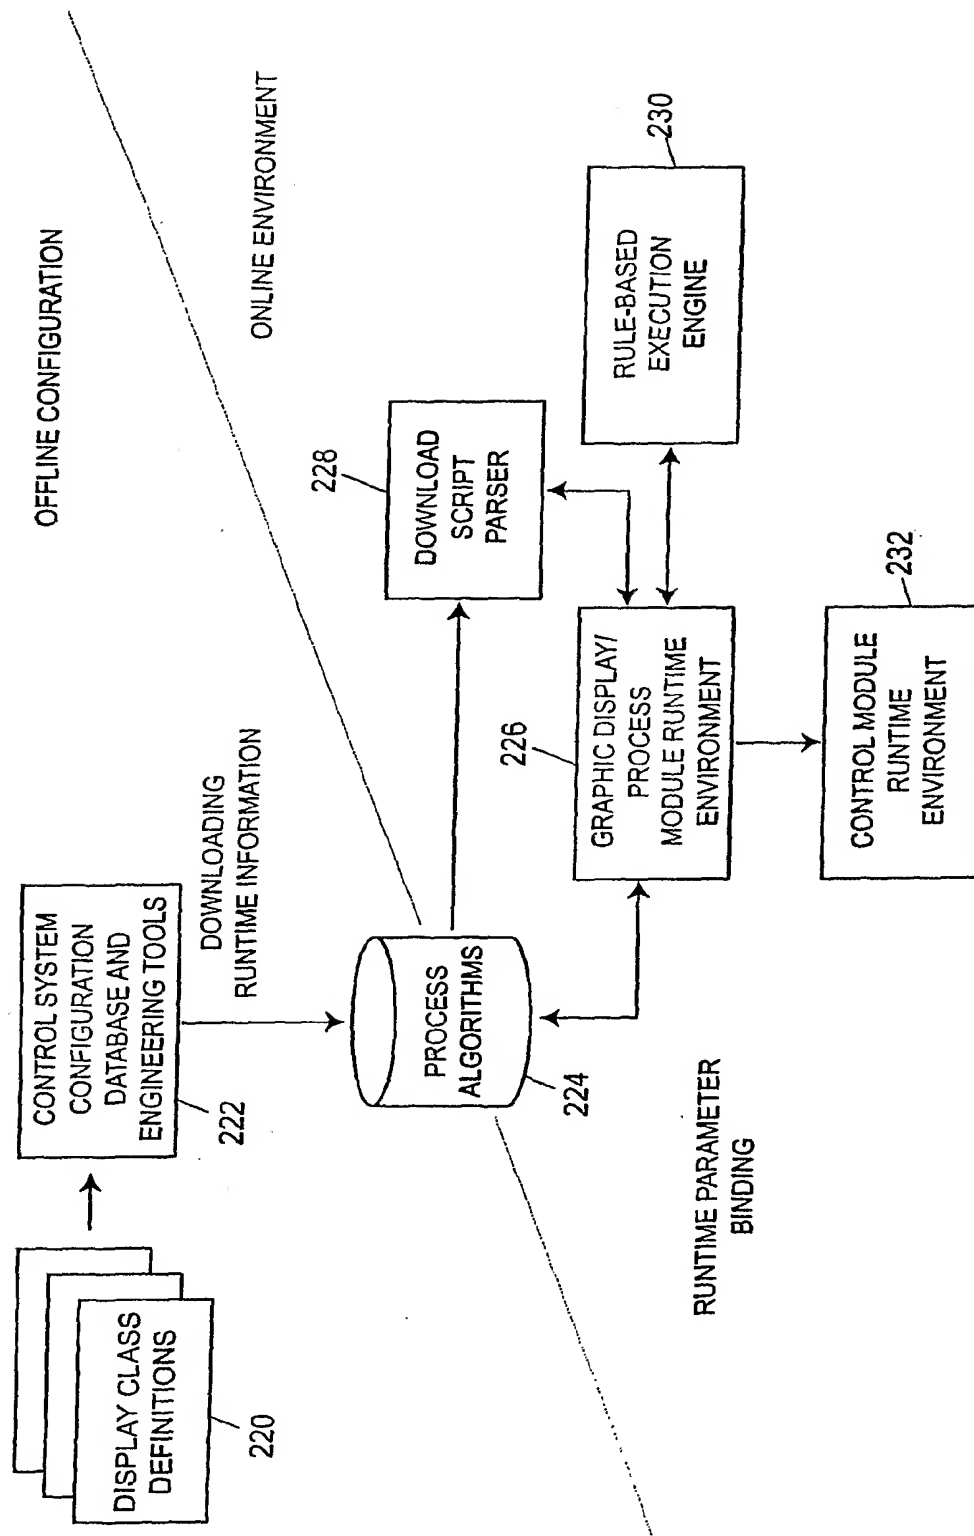 OFFLINE CONFIGURATION
ONLINE ENVIRONMENT
DISPLAY CLASS
DEFINITIONS
220
CONTROL SYSTEM
CONFIGURATION
DATABASE AND
ENGINEERING TOOLS
222
DOWNLOADING
RUNTIME INFORMATION
PROCESS
ALGORITHMS
224
DOWNLOAD
SCRIPT
PARSER
228
RUNTIME PARAMETER
BINDING
GRAPHIC DISPLAY/
PROCESS
MODULE RUNTIME
ENVIRONMENT
226
RULE-BASED
EXECUTION
ENGINE
230
CONTROL MODULE
RUNTIME
ENVIRONMENT
232